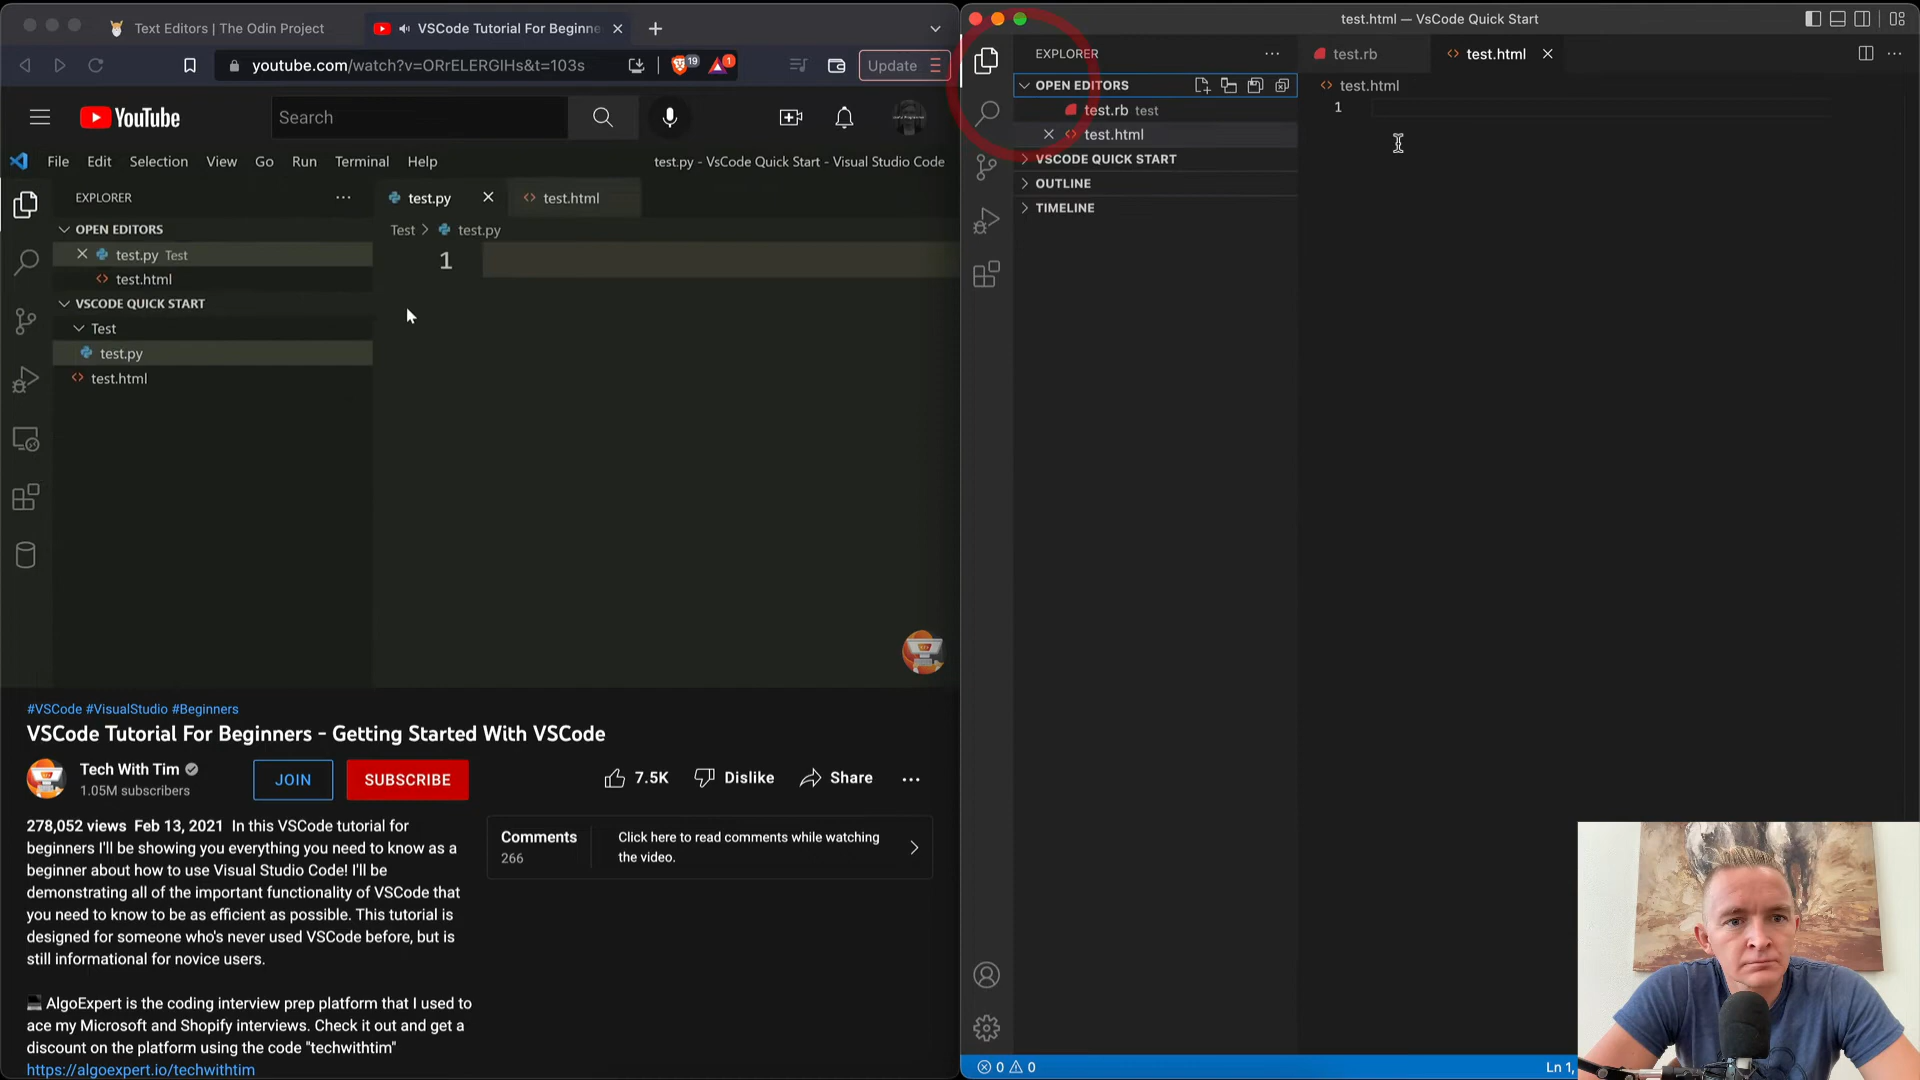 Text Editors | The Odin Project
VSCode Tutorial For Beginne
youtube.com/watch?v=ORrELERGIHs&t=103s
19
1
Update
YouTube
Search
File Edit Selection View Go Run Terminal Help
test.py - VsCode Quick Start - Visual Studio Code
EXPLORER
test.py
test.html
OPEN EDITORS
test.py Test
test.html
Test > test.py
1
VSCODE QUICK START
Test
test.py
test.html
#VSCode #VisualStudio #Beginners
VSCode Tutorial For Beginners - Getting Started With VSCode
Tech With Tim
1.05M subscribers
JOIN
SUBSCRIBE
7.5K
Dislike
Share
278,052 views Feb 13, 2021 In this VSCode tutorial for
beginners I'll be showing you everything you need to know as a
beginner about how to use Visual Studio Code! I'll be
demonstrating all of the important functionality of VSCode that
you need to know to be as efficient as possible. This tutorial is
designed for someone who's never used VSCode before, but is
still informational for novice users.
AlgoExpert is the coding interview prep platform that I used to
ace my Microsoft and Shopify interviews. Check it out and get a
discount on the platform using the code "techwithtim"
https://algoexpert.io/techwithtim
Comments
266
Click here to read comments while watching
the video.
test.html — VsCode Quick Start
EXPLORER
test.rb
test.html
OPEN EDITORS
test.rb test
test.html
VSCODE QUICK START
OUTLINE
TIMELINE
test.html
1
0 0
Ln 1,